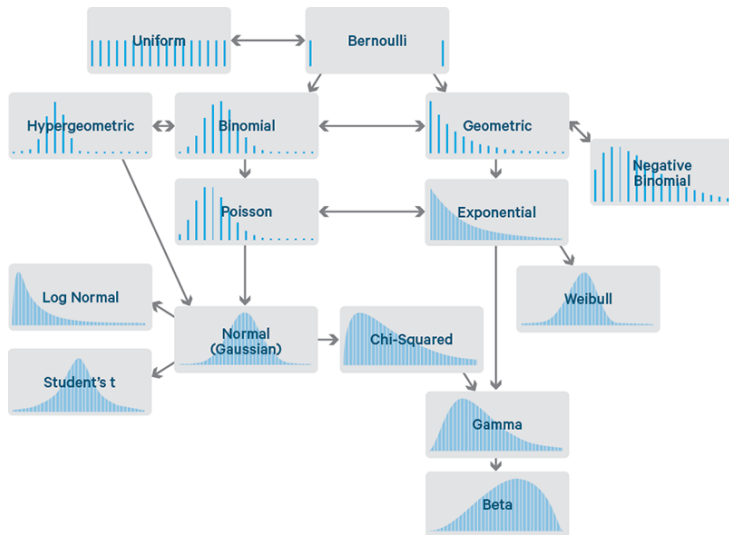 Uniform
Bernoulli
Hypergeometric
Binomial
Geometric
Negative
Binomial
Poisson
Exponential
Log Normal
Weibull
Normal
(Gaussian)
Chi-Squared
Student's t
Gamma
Beta